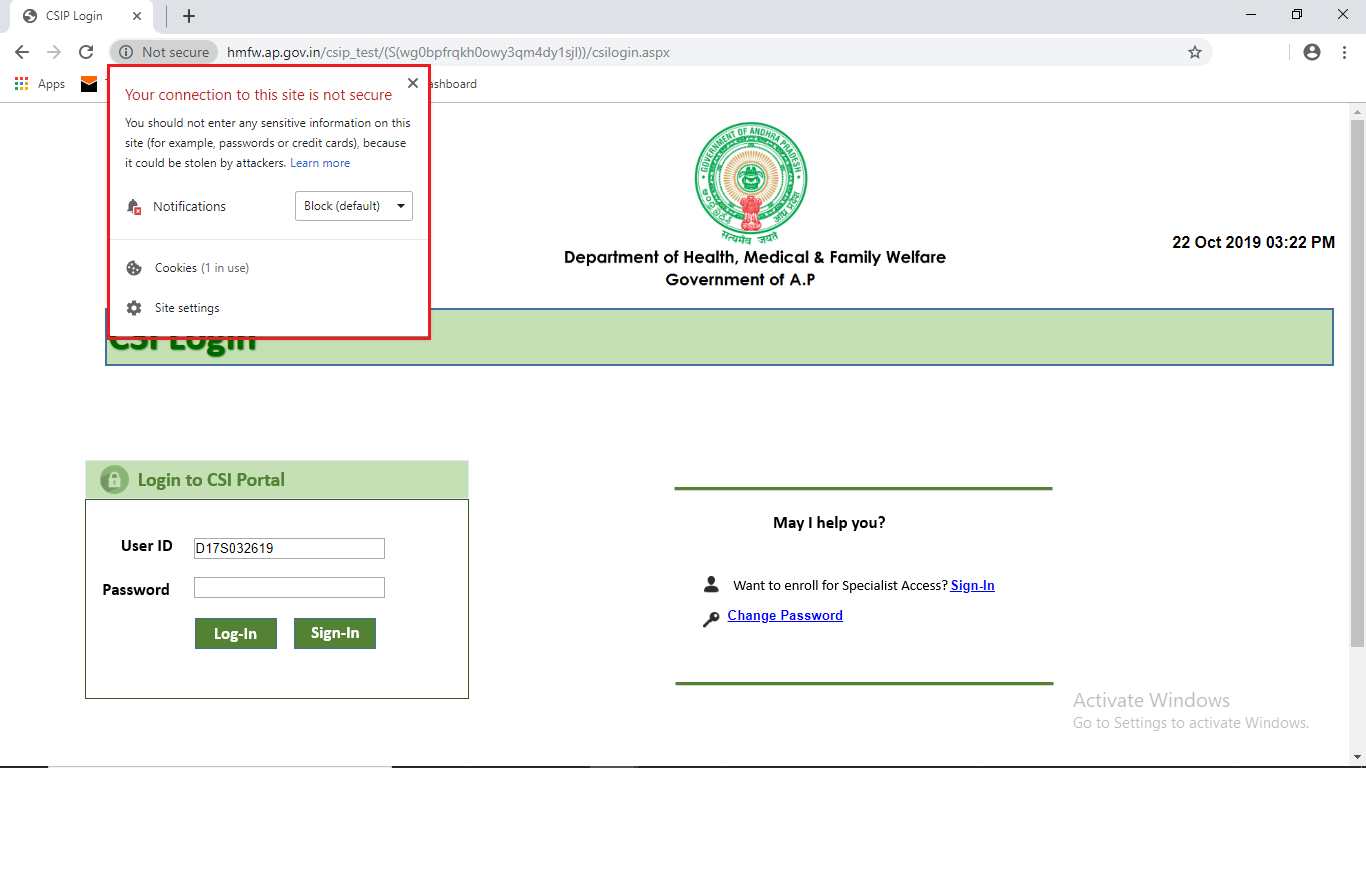 CSIP Login
Not secure
hmfw.ap.gov.in/csip_test/(S(wg0bpfrqkh0owy3qm4dy1sjl))/csilogin.aspx
Apps
ashboard
Your connection to this site is not secure
You should not enter any sensitive information on this
site (for example, passwords or credit cards), because
it could be stolen by attackers. Learn more
Notifications
Block (default)
Cookies (1 in use)
Site settings
GOVERNMENT OF ANDHRA PRADESH
सत्यमेव जयते
Department of Health, Medical & Family Welfare
Government of A.P
22 Oct 2019 03:22 PM
CSI Login
Login to CSI Portal
User ID
D17S032619
Password
Log-In
Sign-In
May I help you?
Want to enroll for Specialist Access? Sign-In
Change Password
Activate Windows
Go to Settings to activate Windows.